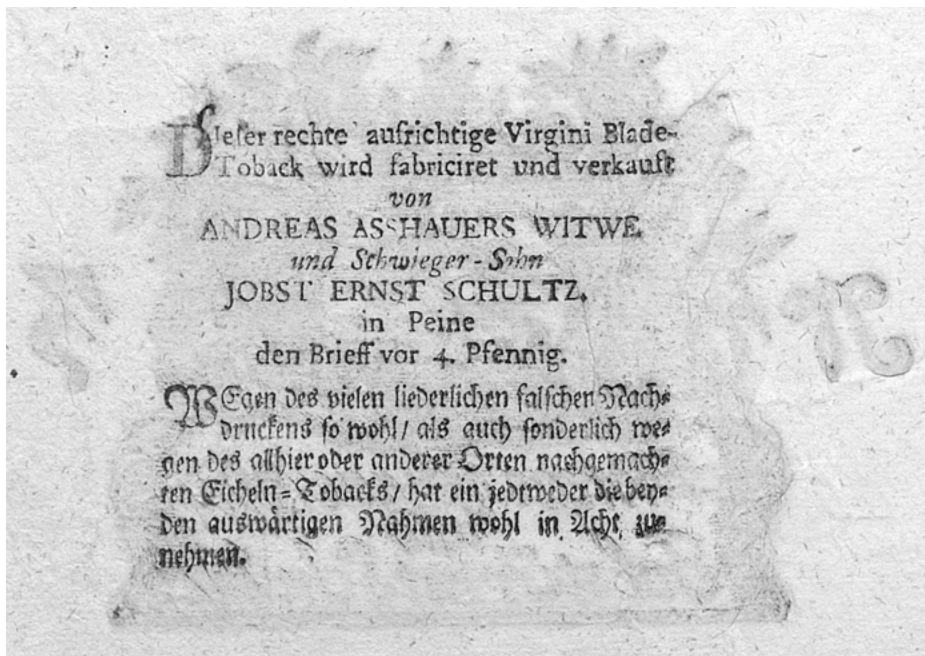 Dieser rechte aufrichtige Virgini Blade-
Toback wird fabriciret und verkauft
von
ANDREAS ASSHAUERS WITWE
und Schwieger-Sohn
JOBST ERNST SCHULTZ.
in Peine
den Brieff vor 4. Pfennig.
WEgen des vielen liederlichen falschen Nach-
druckens so wohl / als auch sonderlich we-
gen des allhier oder anderer Orten nachgemach-
ten Eicheln-Tobacks / hat ein jedtweder die bey-
den auswärtigen Nahmen wohl in Acht zu-
nehmen.